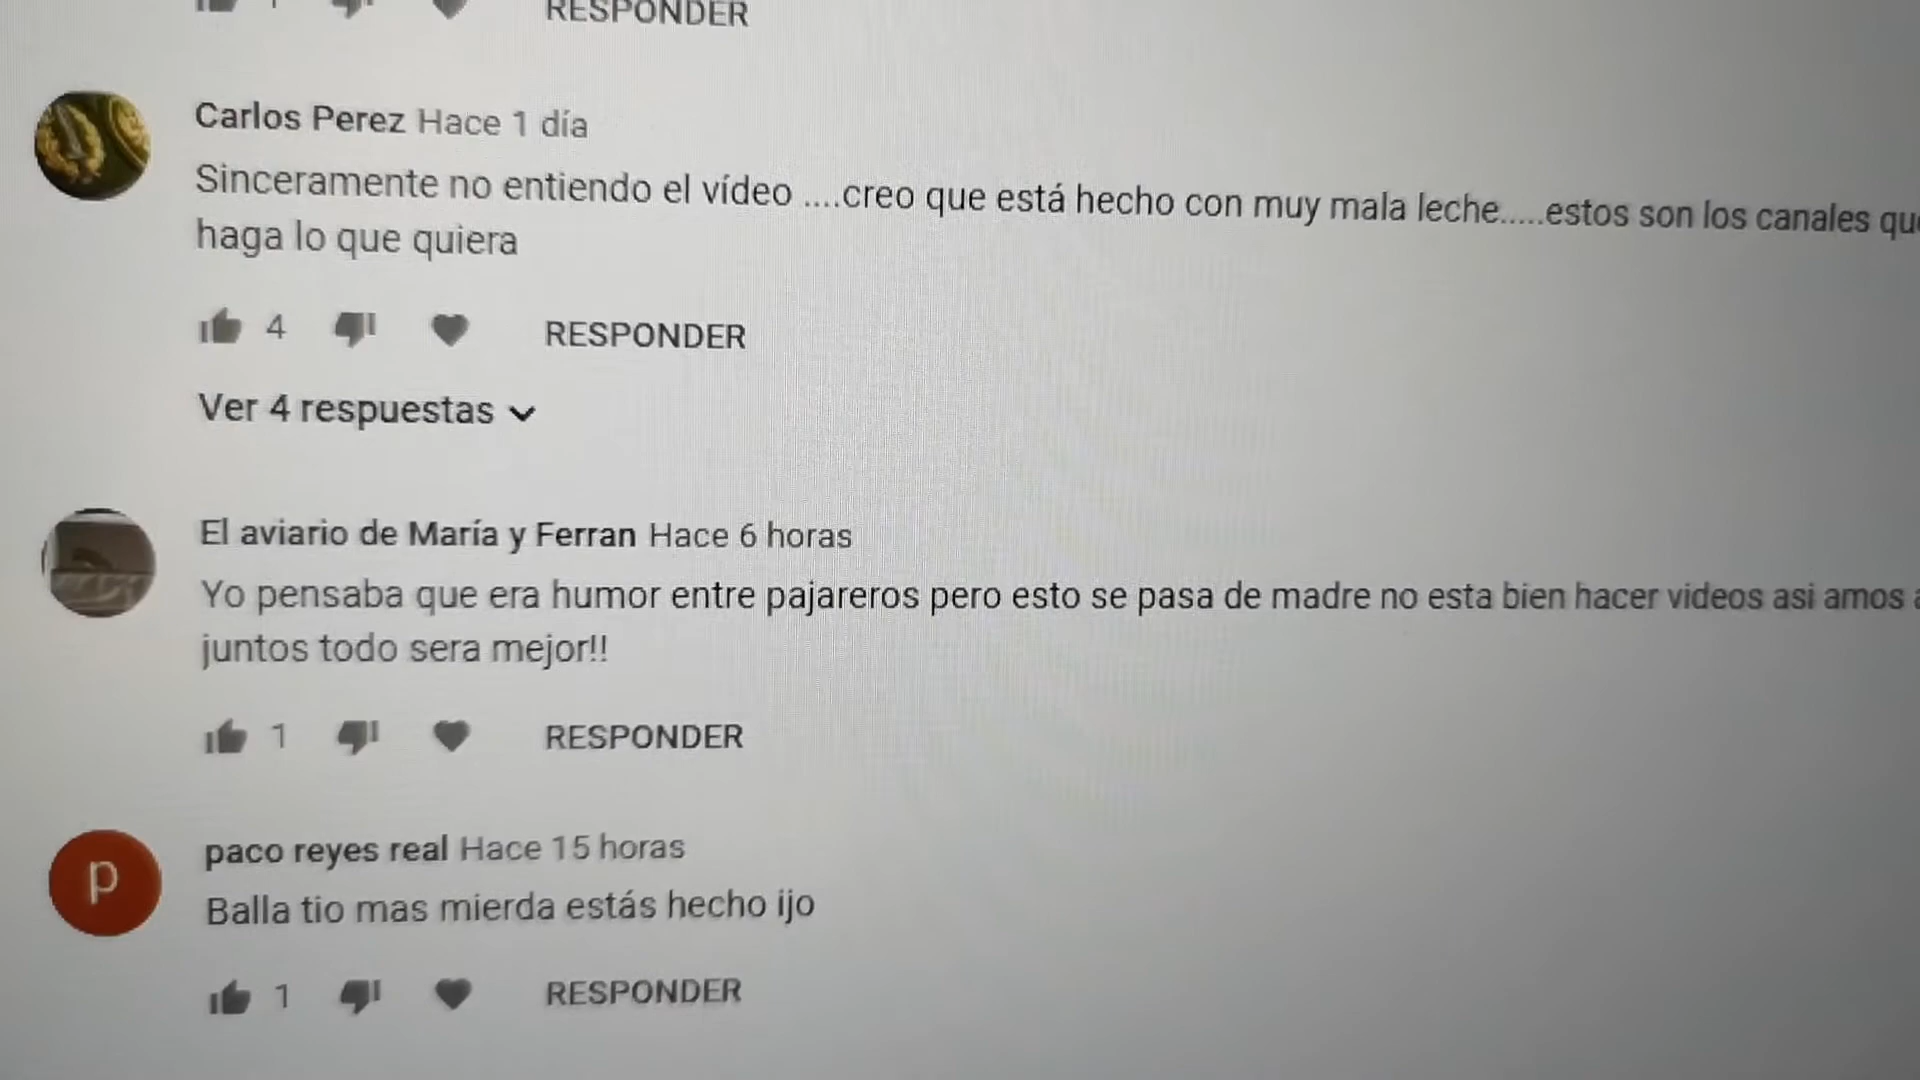 RESPONDER
Carlos Perez Hace 1 día
Sinceramente no entiendo el vídeo ....creo que está hecho con muy mala leche.....estos son los canales que
haga lo que quiera
4 RESPONDER
Ver 4 respuestas
El aviario de María y Ferran Hace 6 horas
Yo pensaba que era humor entre pajareros pero esto se pasa de madre no esta bien hacer videos asi amos a
juntos todo sera mejor!!
1 RESPONDER
p
paco reyes real Hace 15 horas
Balla tio mas mierda estás hecho ijo
1 RESPONDER